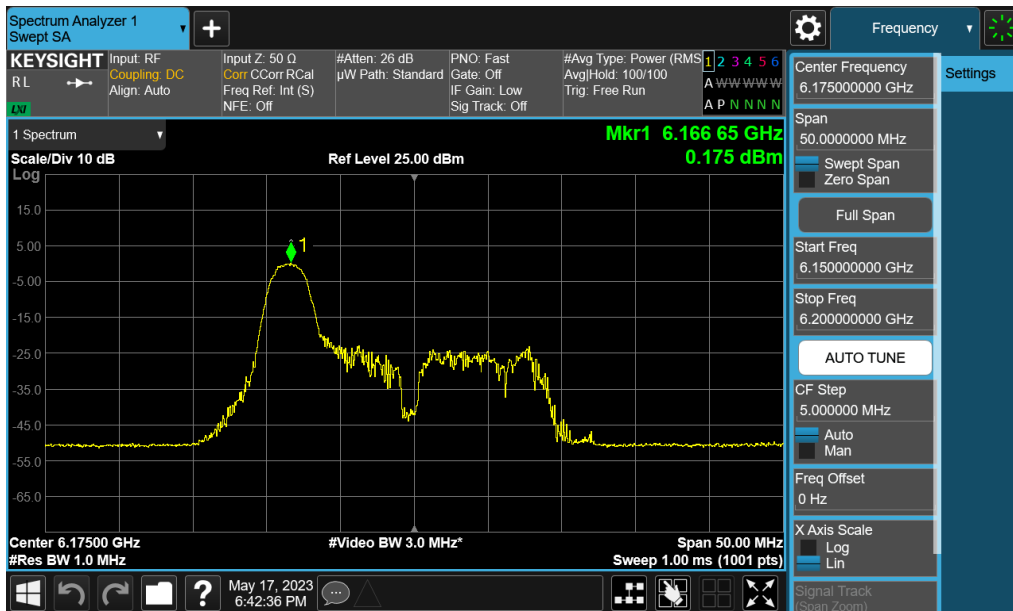 Spectrum Analyzer 1
Swept SA
+
Frequency
KEYSIGHT
RL
LXI
Input: RF
Coupling: DC
Align: Auto
Input Z: 50 Ω
Corr CCorr RCal
Freq Ref: Int (S)
NFE: Off
#Atten: 26 dB
µW Path: Standard
PNO: Fast
Gate: Off
IF Gain: Low
Sig Track: Off
#Avg Type: Power (RMS
Avg|Hold: 100/100
Trig: Free Run
1 2 3 4 5 6
A W W W W W
A P N N N N
1 Spectrum
Scale/Div 10 dB
Log
Ref Level 25.00 dBm
Mkr1 6.166 65 GHz
0.175 dBm
15.0
5.00
-5.00
-15.0
-25.0
-35.0
-45.0
-55.0
-65.0
1
Center 6.17500 GHz
#Res BW 1.0 MHz
#Video BW 3.0 MHz*
Span 50.00 MHz
Sweep 1.00 ms (1001 pts)
Center Frequency
6.175000000 GHz
Span
50.0000000 MHz
Swept Span
Zero Span
Full Span
Start Freq
6.150000000 GHz
Stop Freq
6.200000000 GHz
AUTO TUNE
CF Step
5.000000 MHz
Auto
Man
Freq Offset
0 Hz
X Axis Scale
Log
Lin
Signal Track
(Span Zoom)
Settings
?
May 17, 2023
6:42:36 PM